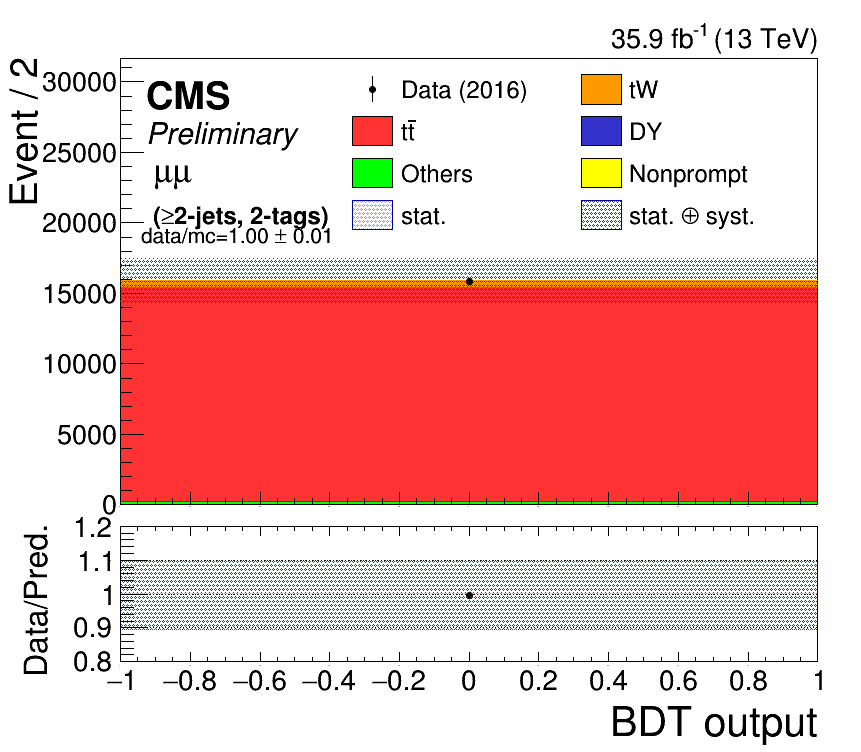 35.9 fb⁻¹ (13 TeV)
Event / 2
30000
25000
20000
15000
10000
5000
0
CMS
Preliminary
μμ
(≥2-jets, 2-tags)
data/mc=1.00 ± 0.01
Data (2016)
tW
tt̄
DY
Others
Nonprompt
stat.
stat. ⊕ syst.
Data/Pred.
1.2
1.1
1
0.9
0.8
−1 −0.8 −0.6 −0.4 −0.2 0 0.2 0.4 0.6 0.8 1
BDT output